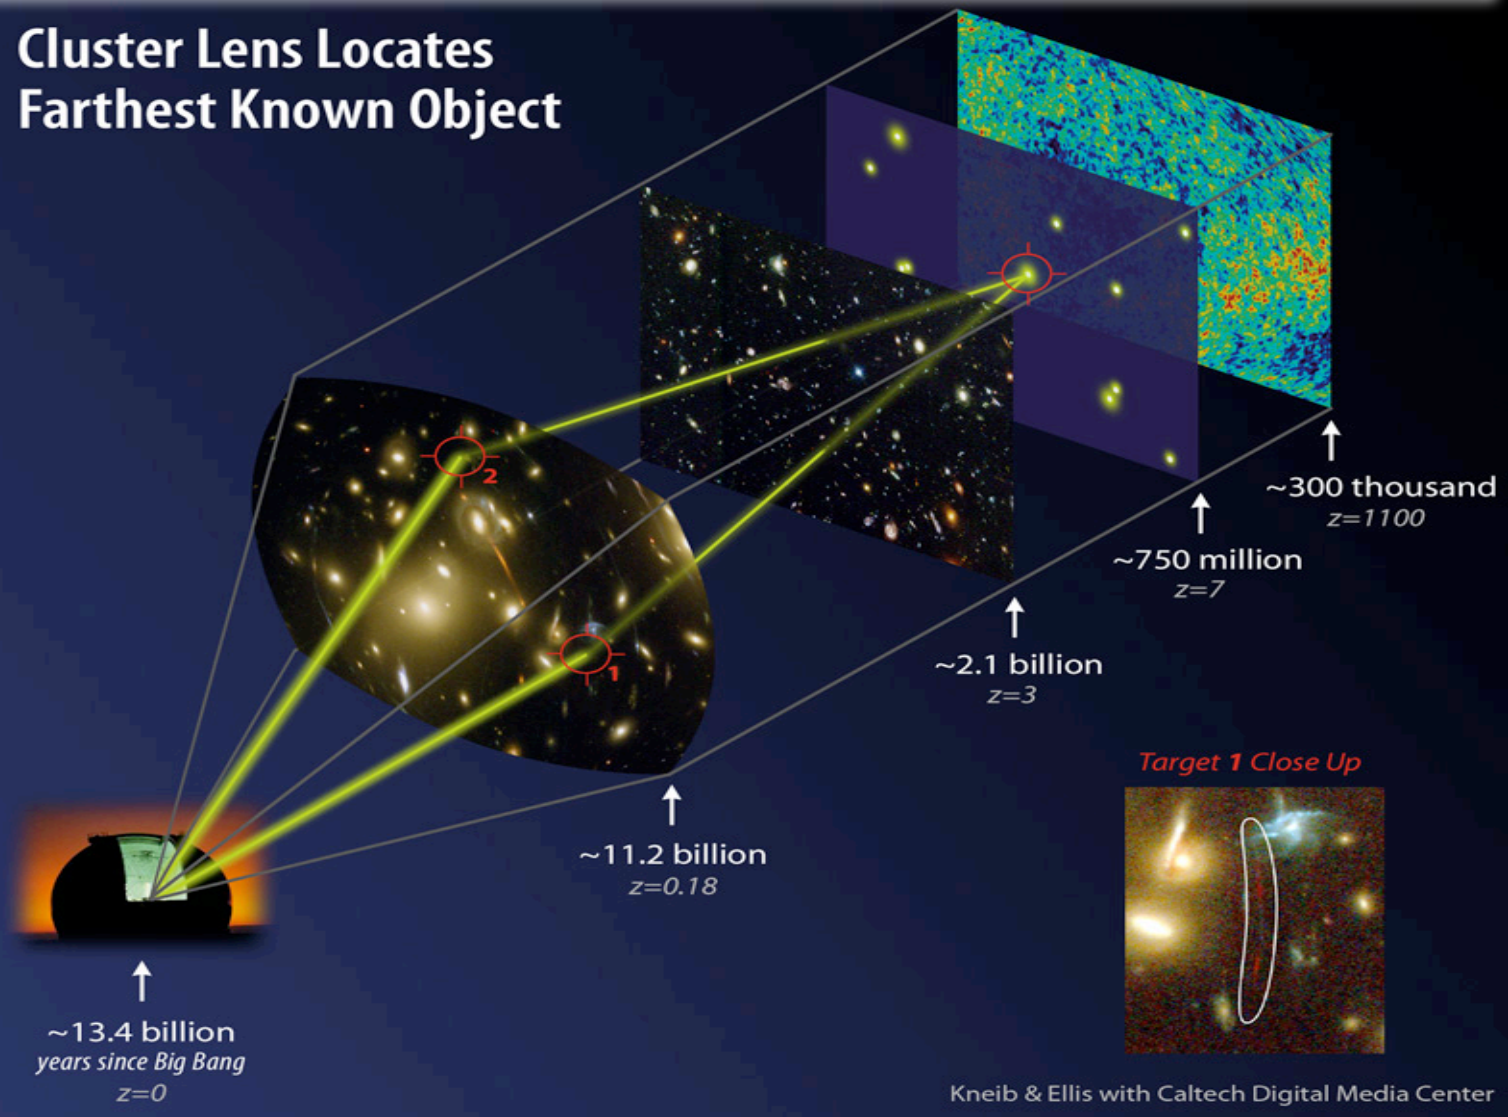 Cluster Lens Locates
Farthest Known Object
~300 thousand
z=1100
~750 million
z=7
~2.1 billion
z=3
2
1
~11.2 billion
z=0.18
Target 1 Close Up
~13.4 billion
years since Big Bang
z=0
Kneib & Ellis with Caltech Digital Media Center